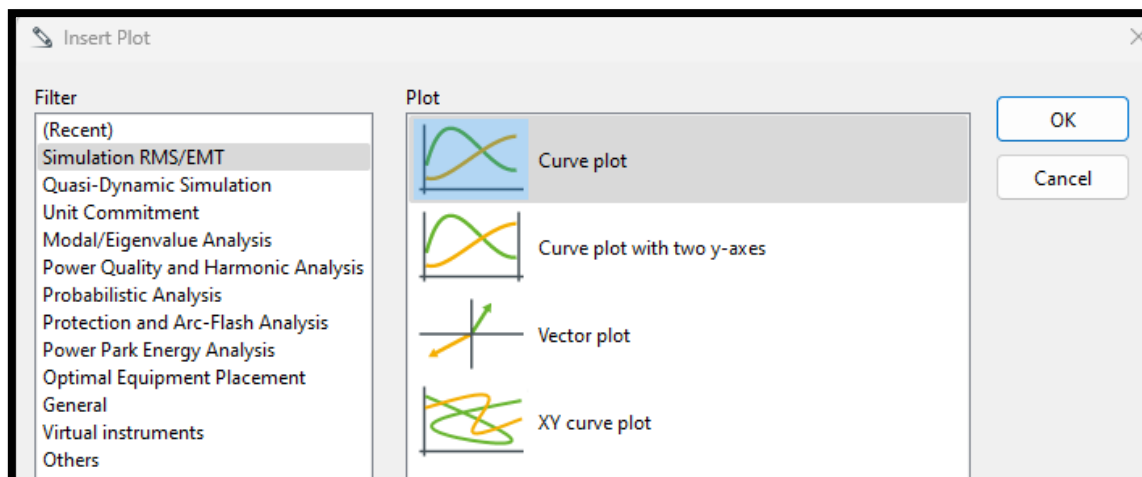 Insert Plot
Filter
(Recent)
Simulation RMS/EMT
Quasi-Dynamic Simulation
Unit Commitment
Modal/Eigenvalue Analysis
Power Quality and Harmonic Analysis
Probabilistic Analysis
Protection and Arc-Flash Analysis
Power Park Energy Analysis
Optimal Equipment Placement
General
Virtual instruments
Others
Plot
Curve plot
Curve plot with two y-axes
Vector plot
XY curve plot
OK
Cancel